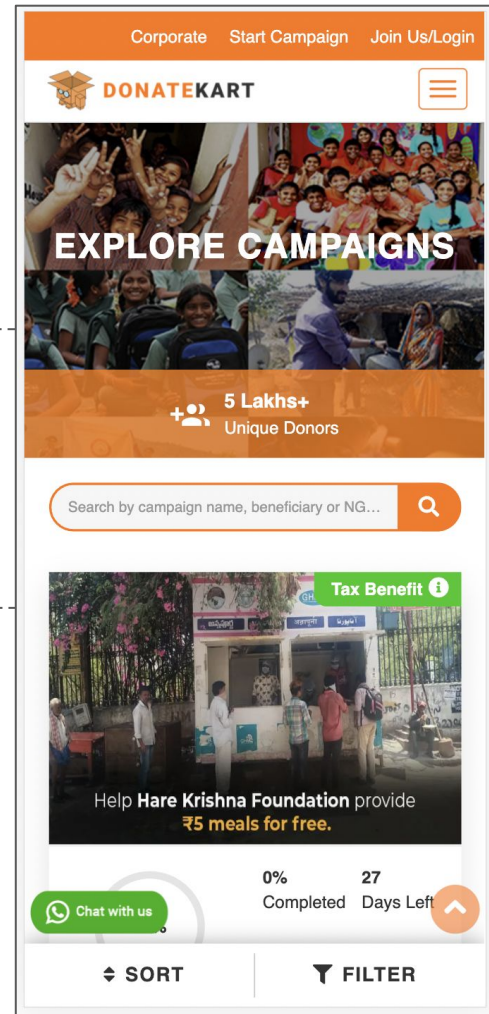 Corporate Start Campaign Join Us/Login
DONATEKART
EXPLORE CAMPAIGNS
5 Lakhs+
Unique Donors
Search by campaign name, beneficiary or NG...
Tax Benefit
Help Hare Krishna Foundation provide
₹5 meals for free.
0% 27
Completed Days Left
Chat with us
SORT FILTER